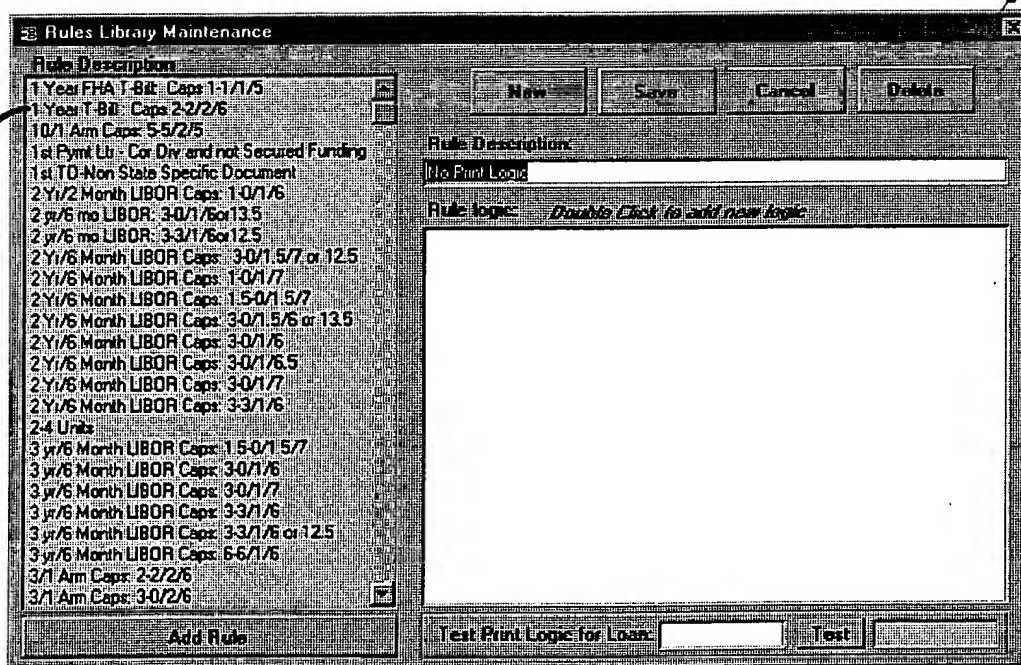 Rules Library Maintenance
Rule Description
1 Year FHA T-Bill: Caps 1-1/1/5
1-Year T-Bill: Caps 2-2/2/6
10/1 Arm Caps: 5-5/2/5
1st Pymt Ltr - Cor Div and not Secured Funding
1st TD-Non State Specific Document
2 Yr/2 Month LIBOR Caps: 1-0/1/6
2 yr/6 mo LIBOR: 3-0/1/6or13.5
2 yr/6 mo LIBOR: 3-3/1/6or12.5
2 Yr/6 Month LIBOR Caps: 3-0/1.5/7 or 12.5
2 Yr/6 Month LIBOR Caps: 1-0/1/7
2 Yr/6 Month LIBOR Caps: 1.5-0/1.5/7
2 Yr/6 Month LIBOR Caps: 3-0/1.5/6 or 13.5
2 Yr/6 Month LIBOR Caps: 3-0/1/6
2 Yr/6 Month LIBOR Caps: 3-0/1/6.5
2 Yr/6 Month LIBOR Caps: 3-0/1/7
2 Yr/6 Month LIBOR Caps: 3-3/1/6
2-4 Units
3 yr/6 Month LIBOR Caps: 1.5-0/1.5/7
3 yr/6 Month LIBOR Caps: 3-0/1/6
3 yr/6 Month LIBOR Caps: 3-0/1/7
3 yr/6 Month LIBOR Caps: 3-3/1/6
3 yr/6 Month LIBOR Caps: 3-3/1/6 or 12.5
3 yr/6 Month LIBOR Caps: 6-6/1/6
3/1 Arm Caps: 2-2/2/6
3/1 Arm Caps: 3-0/2/6
Add Rule
New Save Cancel Delete
Rule Description:
No Print Logic
Rule logic: Double Click to add new logic
Test Print Logic for Loan: Test